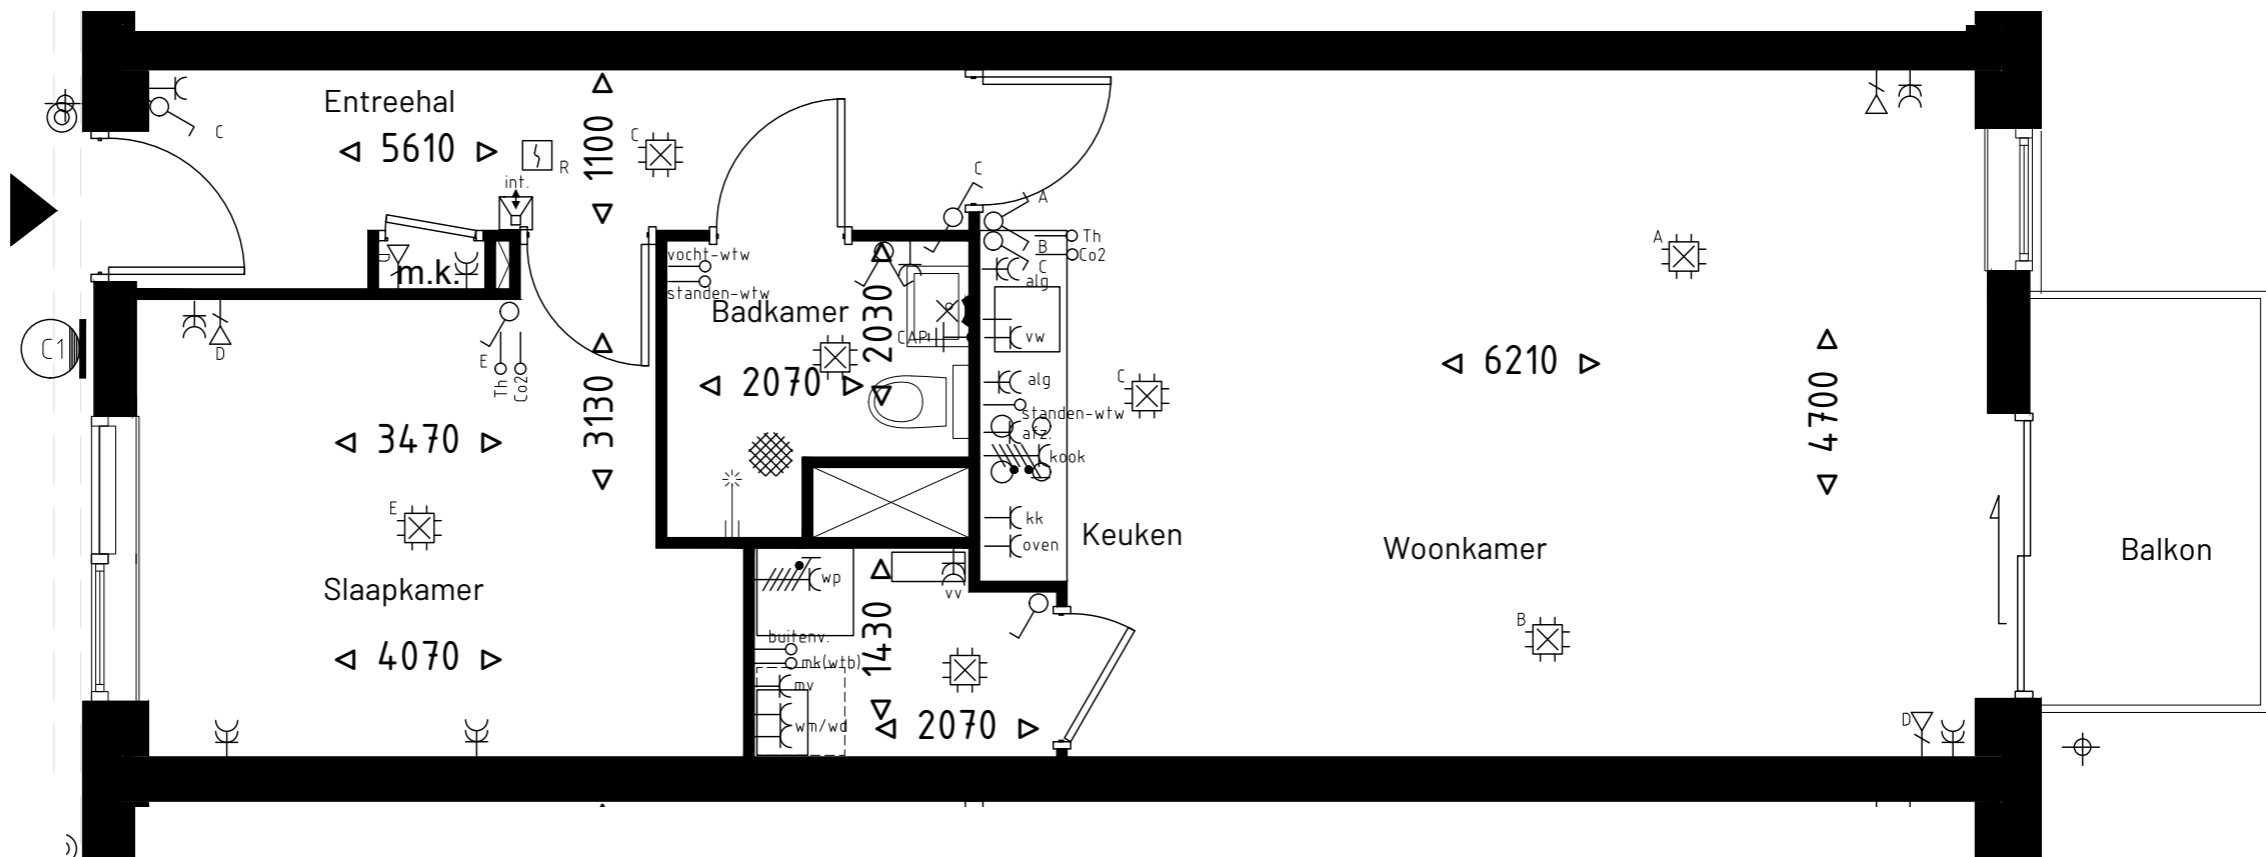 Entreehal
5610
1100
C
C
R
int.
C
A
B
C
Th
Co2
m.k.
vocht-wtw
standen-wtw
Badkamer
2030
CAP
2070
alg
vw
alg
standen-wtw
afz.
kook
kk
oven
Keuken
C
A
6210
4700
Woonkamer
B
Balkon
D
C1
D
E
Th
Co2
3130
3470
E
Slaapkamer
4070
wp
vv
buitenv.
mk(wtb)
mv
wm/wd
1430
2070
D